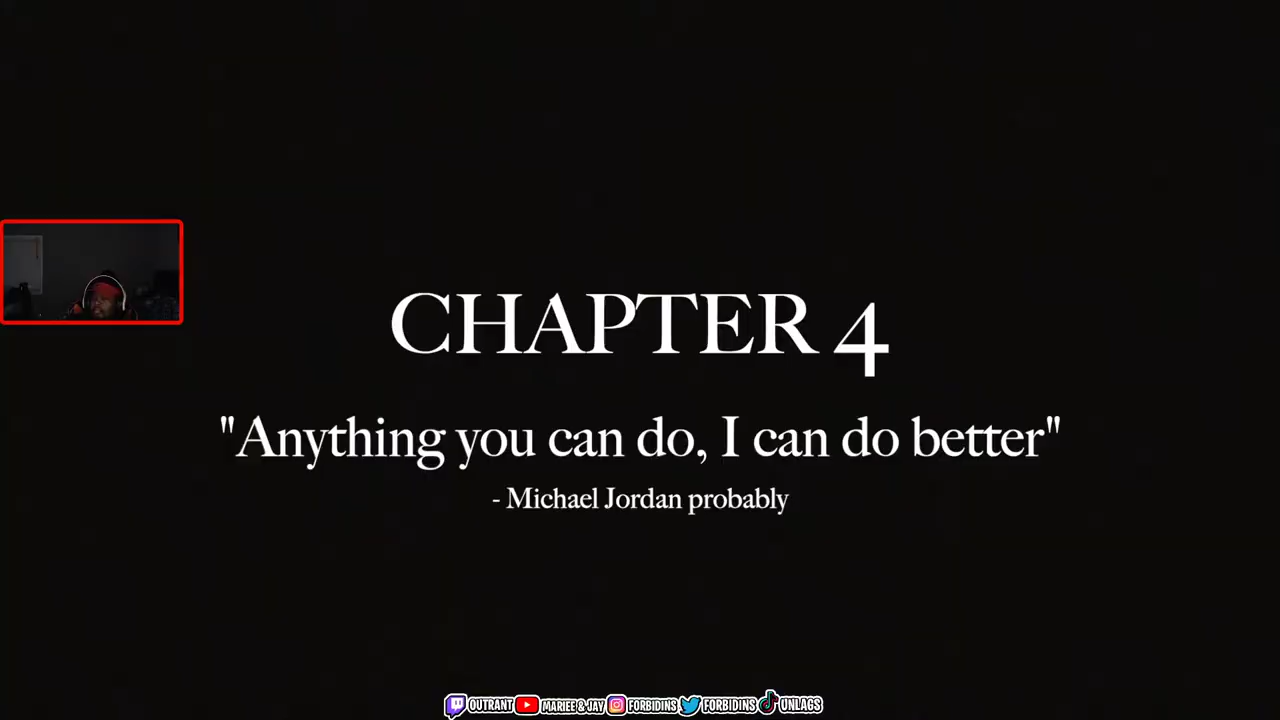 CHAPTER 4
"Anything you can do, I can do better"
- Michael Jordan probably
OUTRANT MARIEE & JAY FORBIDINS FORBIDINS UNLAGS